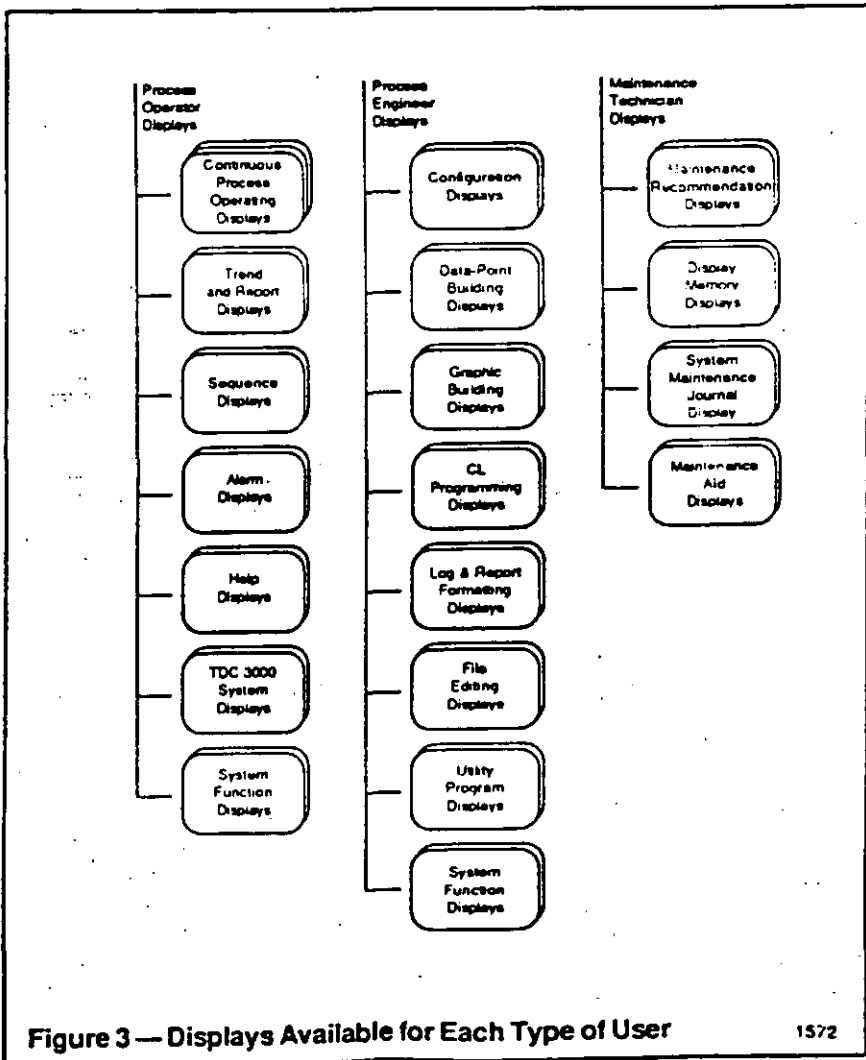 Process
Operator
Displays
Continuous
Process
Operating
Displays
Trend
and Report
Displays
Sequence
Displays
Alarm
Displays
Help
Displays
TDC 3000
System
Displays
System
Function
Displays
Process
Engineer
Displays
Configuration
Displays
Data-Point
Building
Displays
Graphic
Building
Displays
CL
Programming
Displays
Log & Report
Formatting
Displays
File
Editing
Displays
Utility
Program
Displays
System
Function
Displays
Maintenance
Technician
Displays
Maintenance
Recommendation
Displays
Display
Memory
Displays
System
Maintenance
Journal
Display
Maintenance
Aid
Displays
Figure 3 — Displays Available for Each Type of User
1572